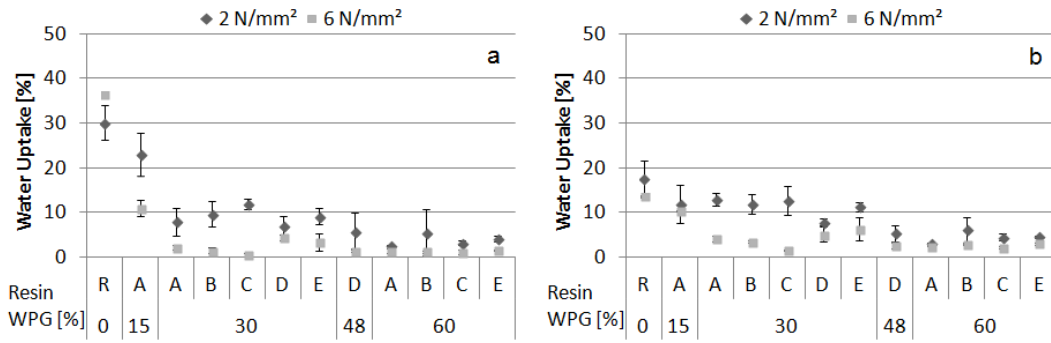 ◆ 2 N/mm² ■ 6 N/mm²
a
Water Uptake [%]
50
40
30
20
10
0
Resin R A A B C D E D A B C E
WPG [%] 0 15 30 48 60
◆ 2 N/mm² ■ 6 N/mm²
b
Water Uptake [%]
50
40
30
20
10
0
Resin R A A B C D E D A B C E
WPG [%] 0 15 30 48 60